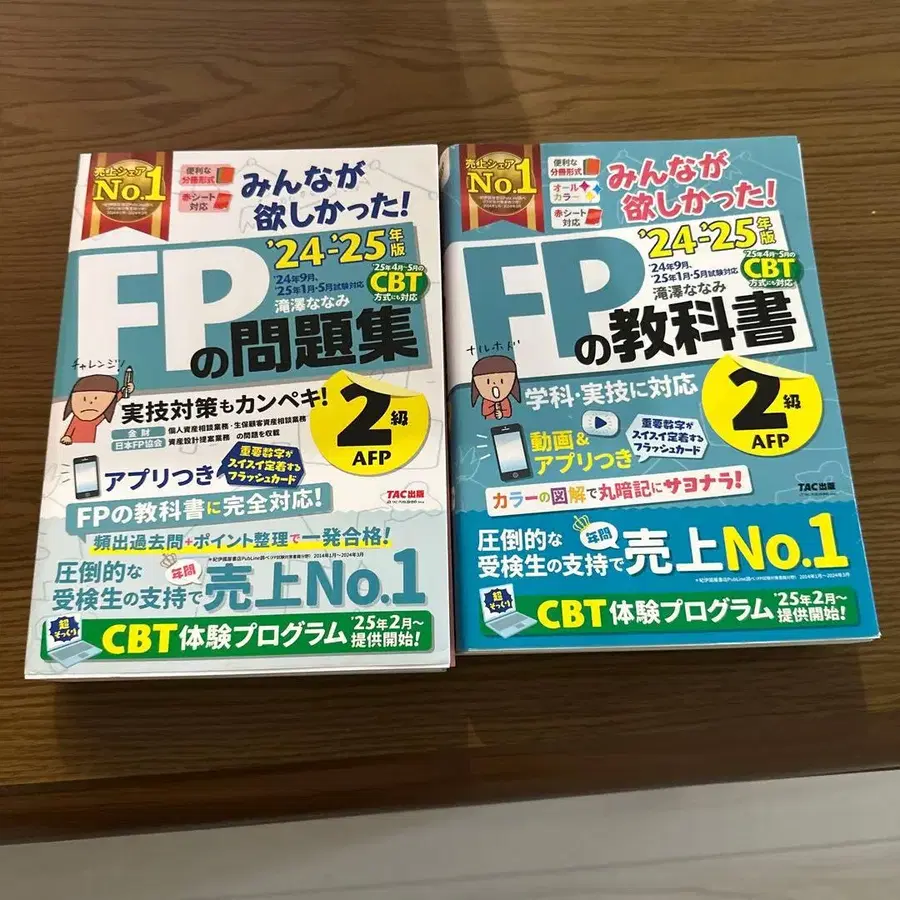 売上シェア
No.1
便利な
分冊形式
赤シート
対応
みんなが
欲しかった!
'24-'25年版
'24年9月、
'25年1月・5月試験対応
'25年4月~5月の
CBT
方式にも対応
滝澤ななみ
FPの問題集
チャレンジ!
実技対策もカンペキ!
金財 個人資産相談業務・生保顧客資産相談業務
日本FP協会 資産設計提案業務 の問題を収載
2級
AFP
アプリつき
重要数字が
スイスイ定着する
フラッシュカード
TAC出版
FPの教科書に完全対応!
頻出過去問+ポイント整理で一発合格!
圧倒的な
受検生の支持で
年間
売上No.1
超そっくり!
CBT体験プログラム
'25年2月~
提供開始!
売上シェア
No.1
便利な
分冊形式
オール
カラー
赤シート
対応
みんなが
欲しかった!
'24-'25年版
'24年9月、
'25年1月・5月試験対応
'25年4月~5月の
CBT
方式にも対応
滝澤ななみ
FPの教科書
ナルホド
学科・実技に対応
2級
AFP
動画&
アプリつき
重要数字が
スイスイ定着する
フラッシュカード
TAC出版
カラーの図解で丸暗記にサヨナラ!
圧倒的な
受検生の支持で
年間
売上No.1
超そっくり!
CBT体験プログラム
'25年2月~
提供開始!